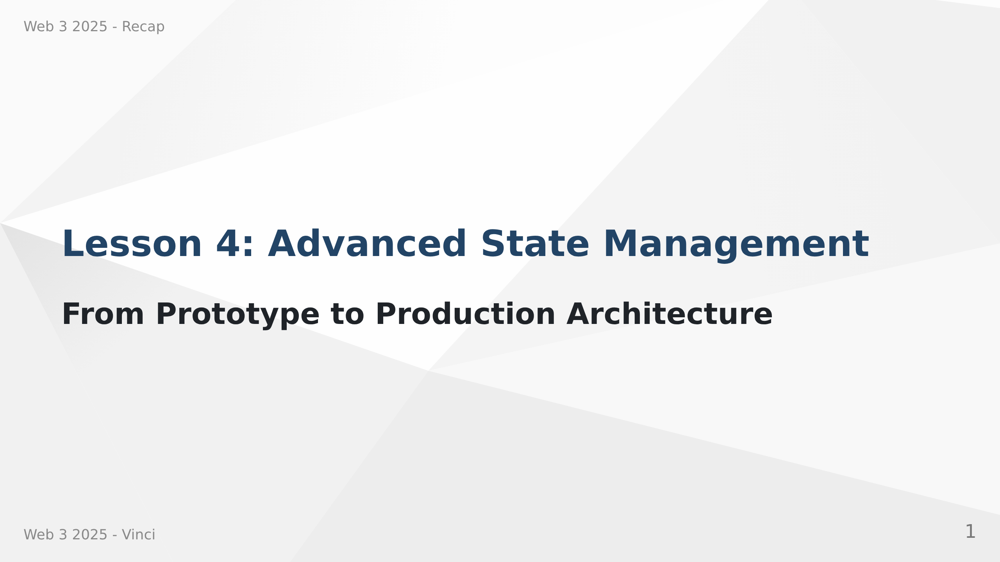 Web 3 2025 - Recap
Lesson 4: Advanced State Management
From Prototype to Production Architecture
Web 3 2025 - Vinci
1